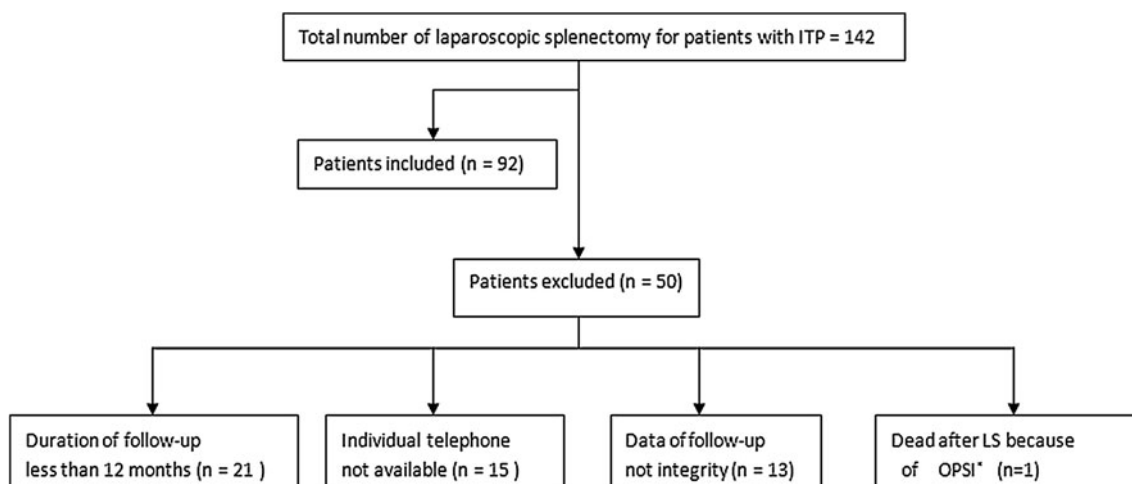 Total number of laparoscopic splenectomy for patients with ITP = 142
Patients included (n = 92)
Patients excluded (n = 50)
Duration of follow-up
less than 12 months (n = 21 )
Individual telephone
not available (n = 15 )
Data of follow-up
not integrity (n = 13)
Dead after LS because
of OPSI* (n=1)